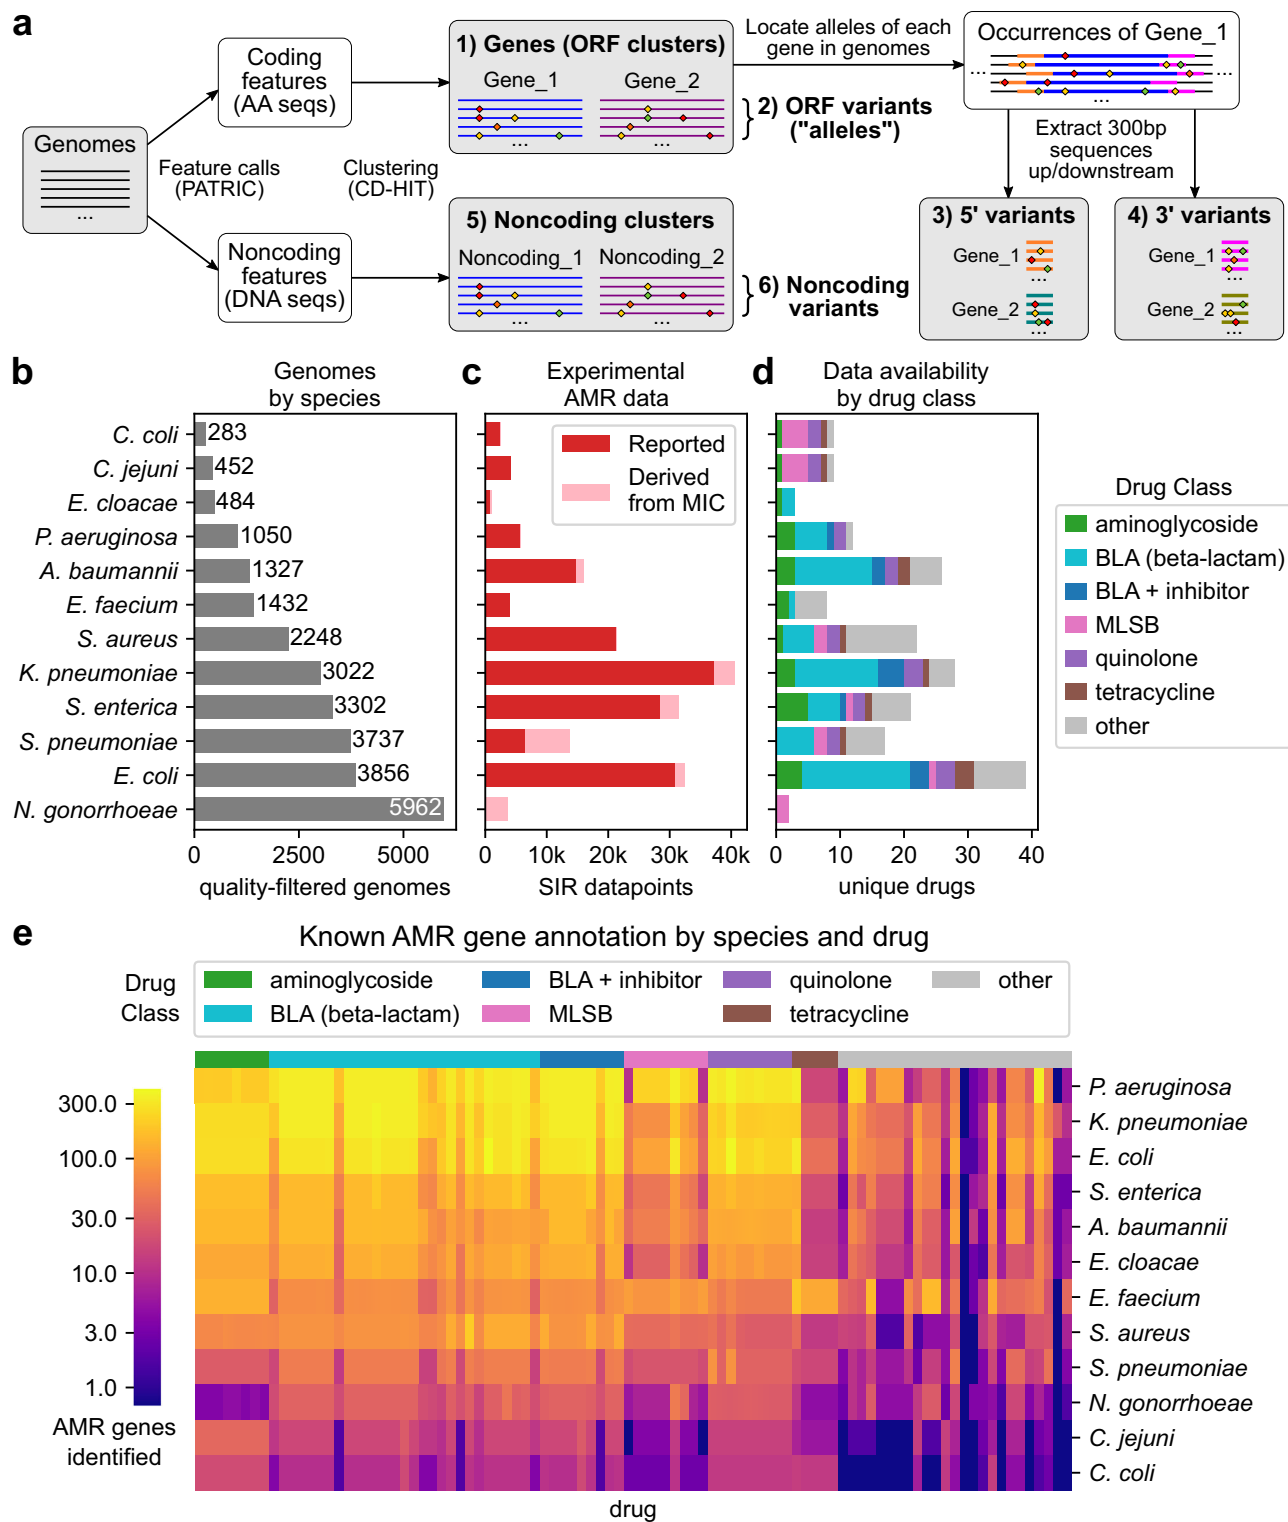 a
Genomes
...
Feature calls
(PATRIC)
Coding
features
(AA seqs)
Noncoding
features
(DNA seqs)
Clustering
(CD-HIT)
1) Genes (ORF clusters)
Gene_1
Gene_2
...
...
2) ORF variants
("alleles")
5) Noncoding clusters
Noncoding_1
Noncoding_2
...
...
6) Noncoding
variants
Locate alleles of each
gene in genomes
Occurrences of Gene_1
...
...
...
Extract 300bp
sequences
up/downstream
3) 5' variants
Gene_1
...
Gene_2
...
4) 3' variants
Gene_1
...
Gene_2
...
b
Genomes
by species
C. coli
283
C. jejuni
452
E. cloacae
484
P. aeruginosa
1050
A. baumannii
1327
E. faecium
1432
S. aureus
2248
K. pneumoniae
3022
S. enterica
3302
S. pneumoniae
3737
E. coli
3856
N. gonorrhoeae
5962
0
2500
5000
quality-filtered genomes
c
Experimental
AMR data
Reported
Derived
from MIC
0
10k
20k
30k
40k
SIR datapoints
d
Data availability
by drug class
0
10
20
30
40
unique drugs
Drug Class
aminoglycoside
BLA (beta-lactam)
BLA + inhibitor
MLSB
quinolone
tetracycline
other
e
Known AMR gene annotation by species and drug
Drug
Class
aminoglycoside
BLA + inhibitor
quinolone
other
BLA (beta-lactam)
MLSB
tetracycline
300.0
100.0
30.0
10.0
3.0
1.0
AMR genes
identified
P. aeruginosa
K. pneumoniae
E. coli
S. enterica
A. baumannii
E. cloacae
E. faecium
S. aureus
S. pneumoniae
N. gonorrhoeae
C. jejuni
C. coli
drug